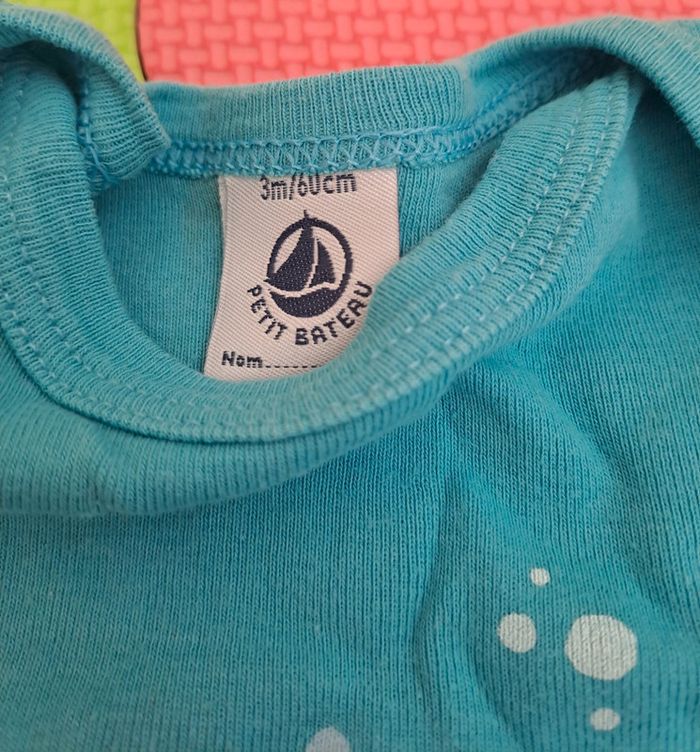 3m/60cm
PETIT BATEAU
Nom..........